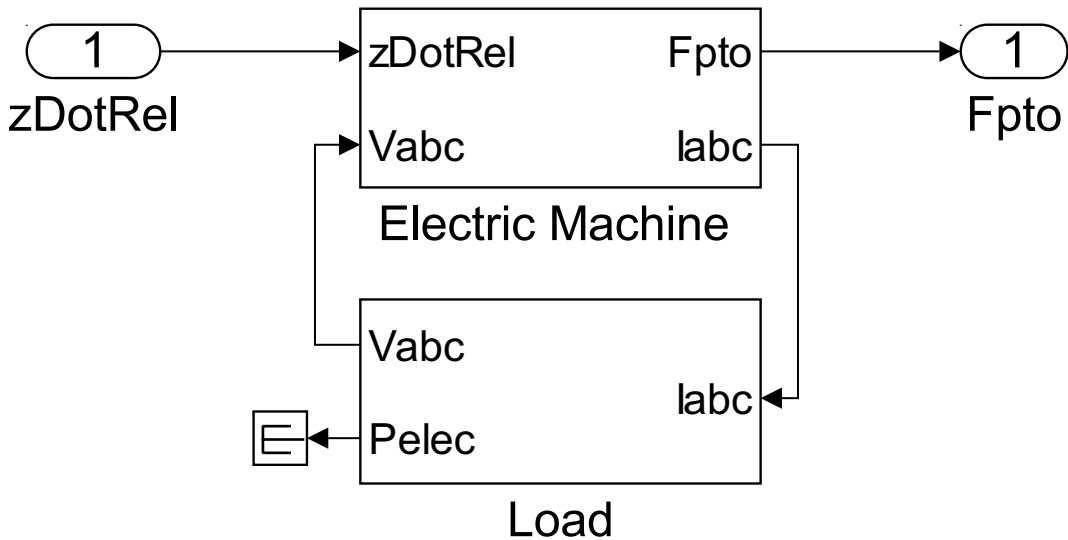 1
zDotRel
zDotRel Fpto
Vabc Iabc
Electric Machine
1
Fpto
Vabc
Iabc
Pelec
Load